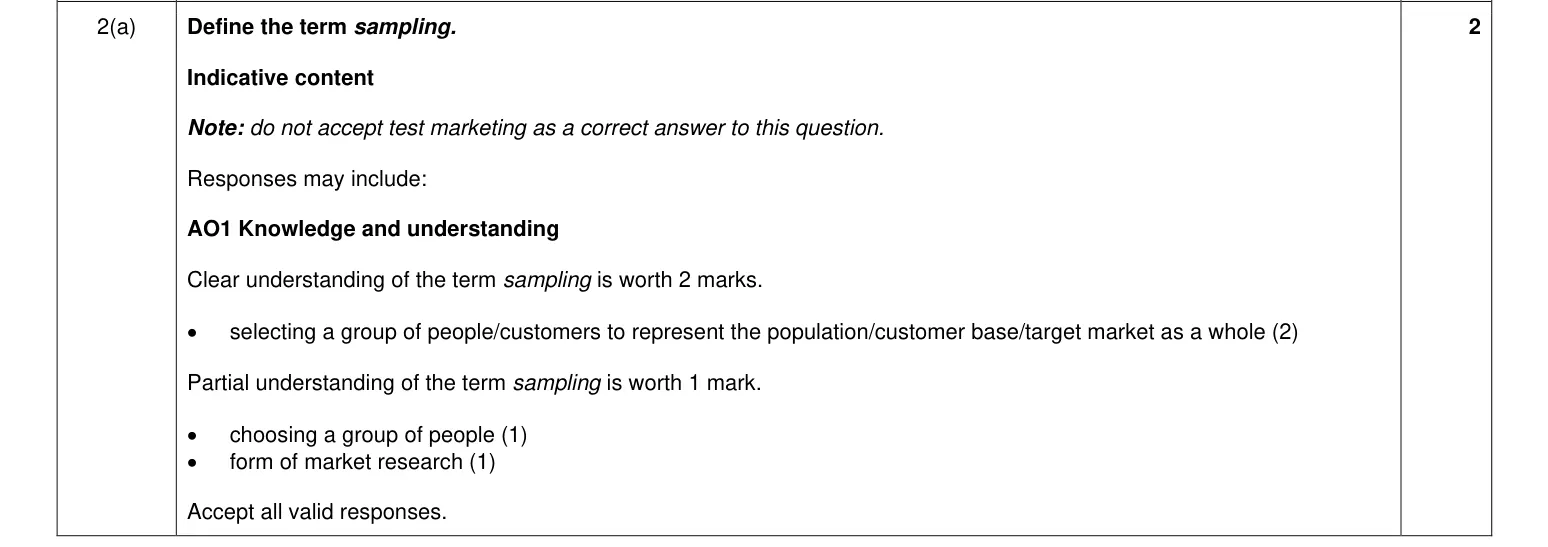 2(a) Define the term sampling. 2
Indicative content
Note: do not accept test marketing as a correct answer to this question.
Responses may include:
AO1 Knowledge and understanding
Clear understanding of the term sampling is worth 2 marks.
• selecting a group of people/customers to represent the population/customer base/target market as a whole (2)
Partial understanding of the term sampling is worth 1 mark.
• choosing a group of people (1)
• form of market research (1)
Accept all valid responses.